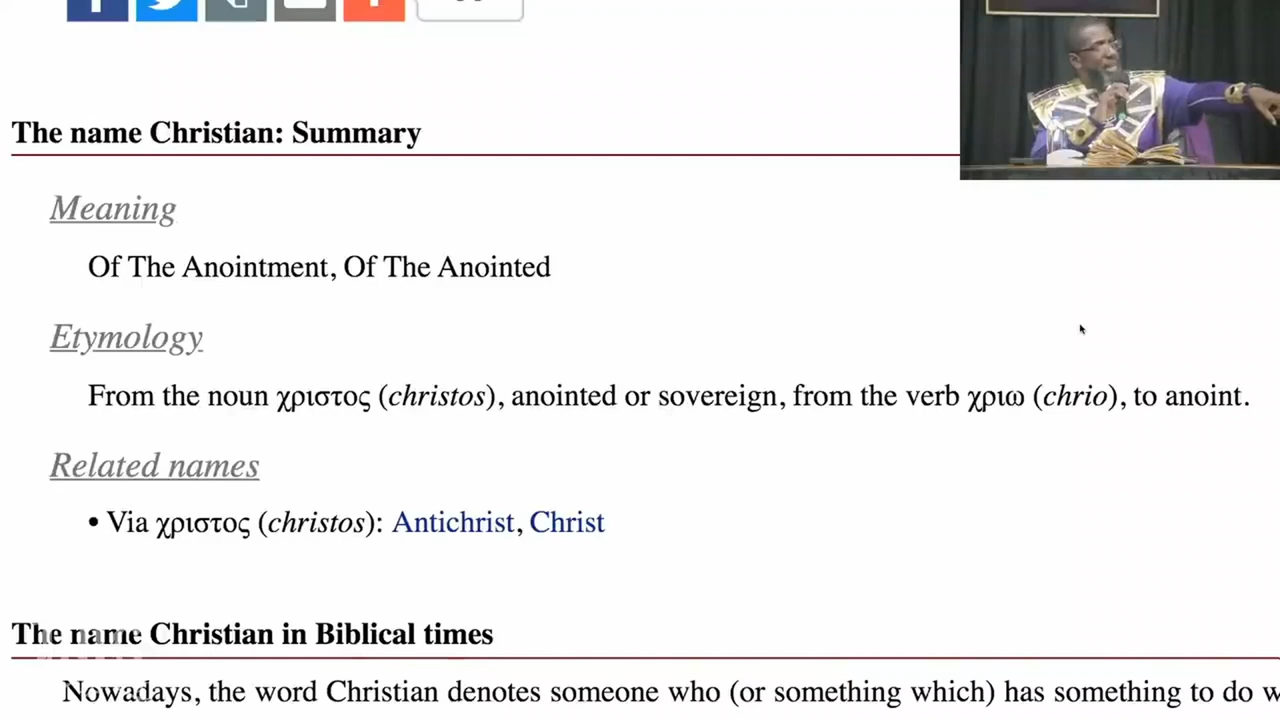 The name Christian: Summary
Meaning
Of The Anointment, Of The Anointed
Etymology
From the noun χριστος (christos), anointed or sovereign, from the verb χριω (chrio), to anoint.
Related names
• Via χριστος (christos): Antichrist, Christ
The name Christian in Biblical times
Nowadays, the word Christian denotes someone who (or something which) has something to do